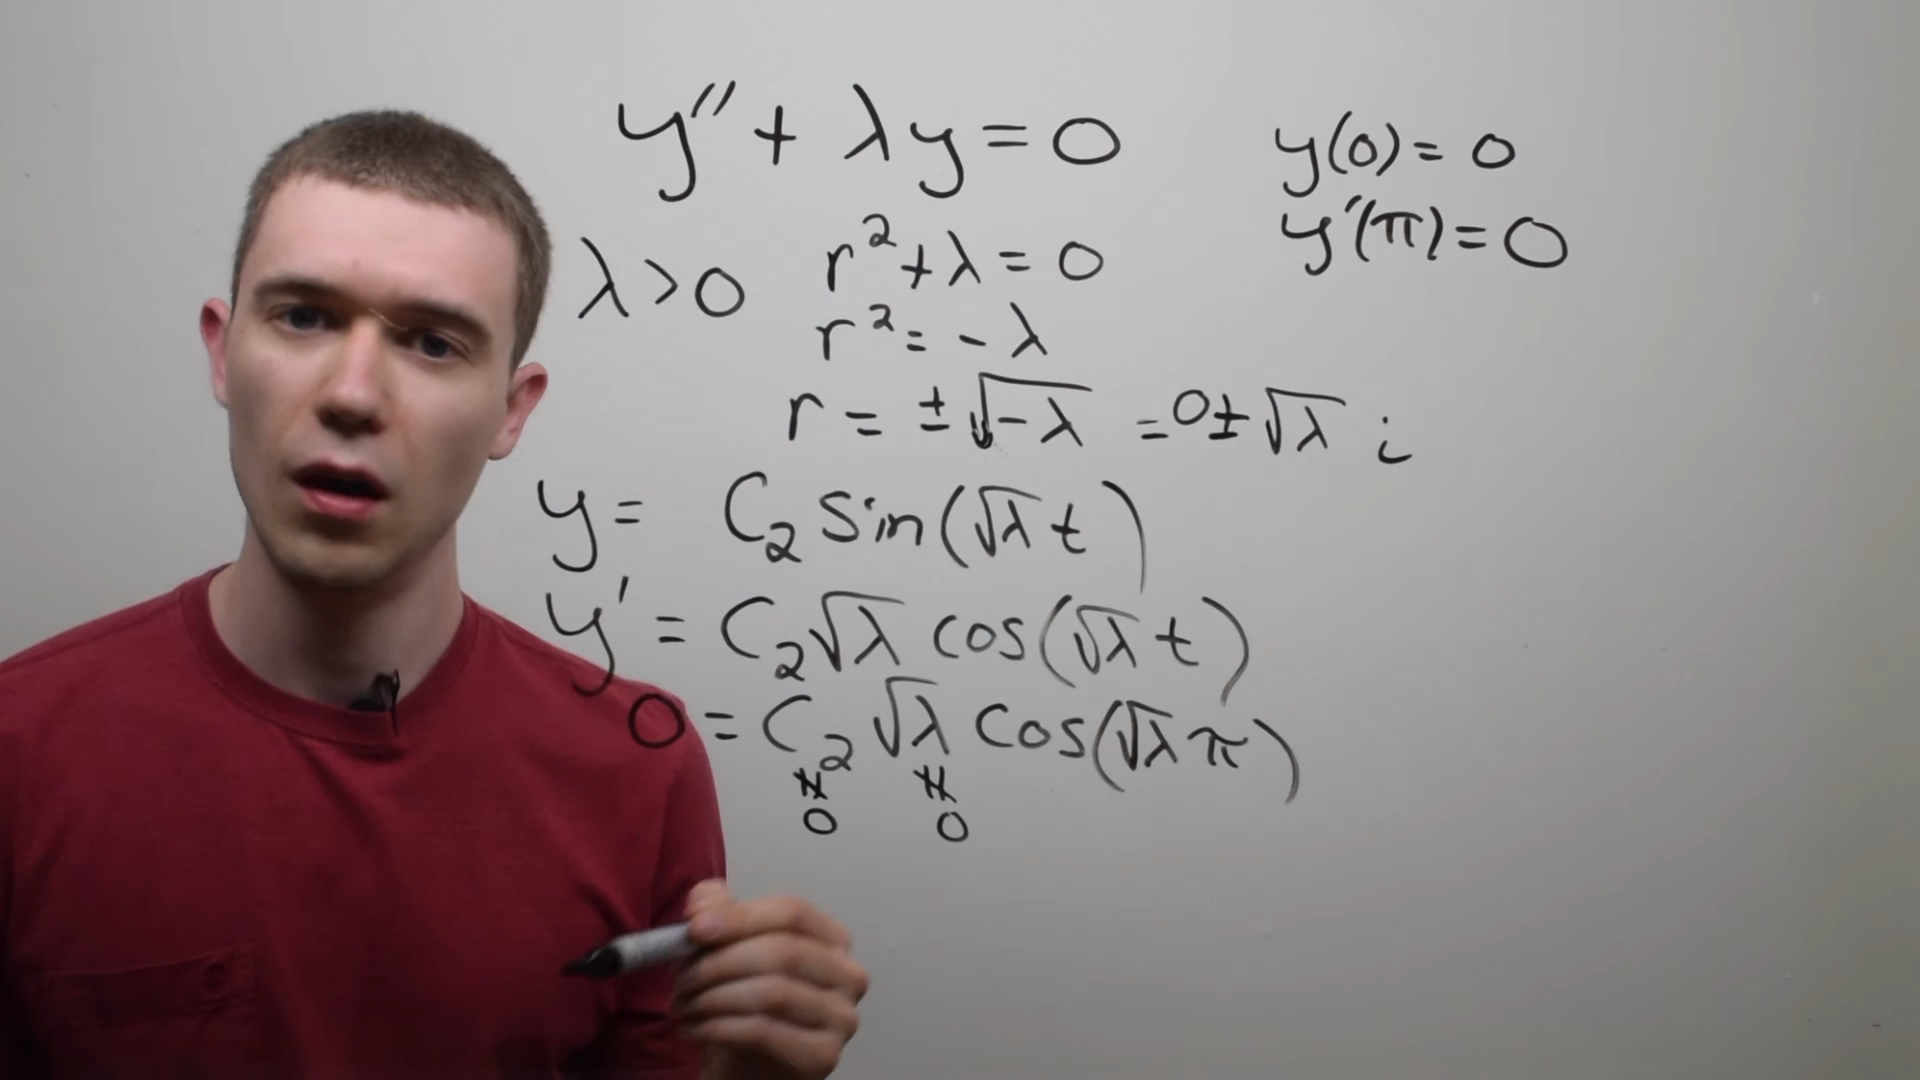 y'' + λy = 0
y(0) = 0
y'(π) = 0
λ > 0
r² + λ = 0
r² = -λ
r = ±√-λ = 0 ± √λ i
y = C₂ sin(√λ t)
y' = C₂√λ cos(√λ t)
0 = C₂ √λ cos(√λ π)
≠ ≠
0 0